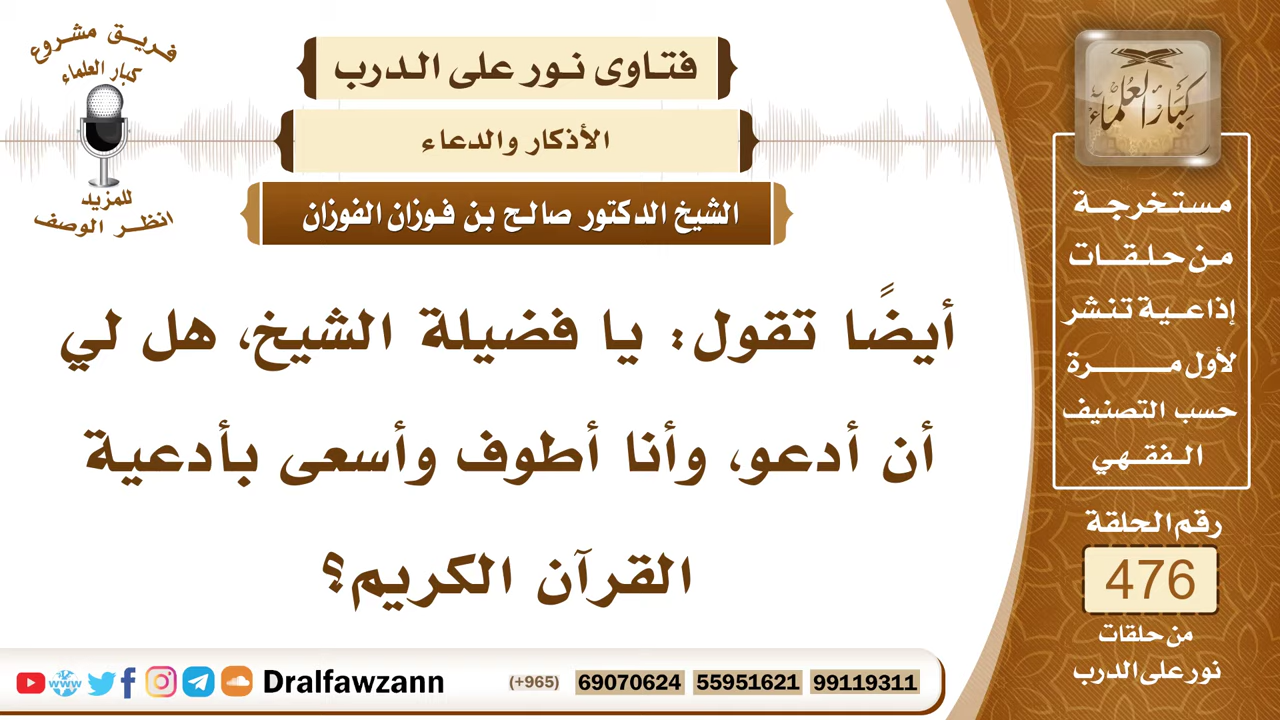 فريق مشروع
كبار العلماء
للمزيد
انظر الوصف
فتاوى نور على الدرب
الأذكار والدعاء
الشيخ الدكتور صالح بن فوزان الفوزان
أيضًا تقول: يا فضيلة الشيخ، هل لي
أن أدعو، وأنا أطوف وأسعى بأدعية
القرآن الكريم؟
كبار العلماء
مستخرجة
من حلقات
إذاعية تنشر
لأول مرة
حسب التصنيف
الفقهي
رقم الحلقة
476
من حلقات
نور على الدرب
www Dralfawzann (+965) 69070624 55951621 99119311